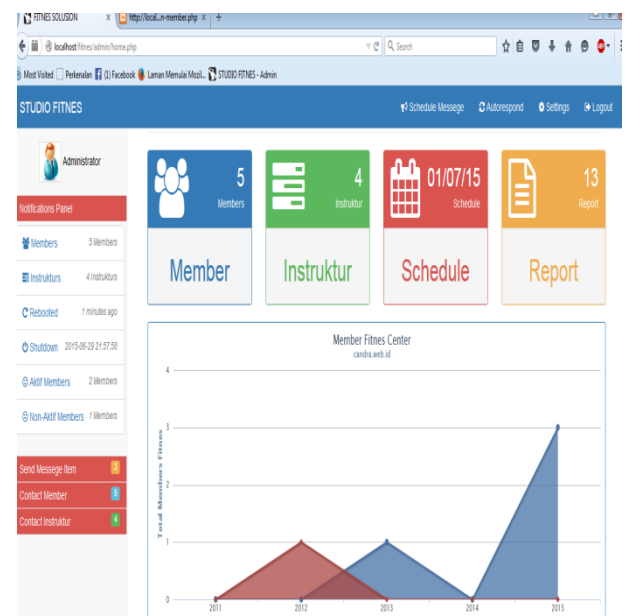 FITNES SOLUSION x
http://local...n-member.php x +
localhost/fitnes/admin/home.php
Search
Most Visited Perkenalan (1) Facebook Laman Memulai Mozil... STUDIO FITNES - Admin
STUDIO FITNES
Schedule Messege Autorespond Settings Logout
Administrator
Notifications Panel
Members 5 Members
Instrukturs 4 Instrukturs
Rebooted 1 minutes ago
Shutdown 2015-06-29 21:57:58
Aktif Members 2 Members
Non-Aktif Members 1 Members
Send Messege Item 3
Contact Member 5
Contact Instruktur 4
5
Members
Member
4
Instruktur
Instruktur
01/07/15
Schedule
Schedule
13
Report
Report
Member Fitnes Center
candra.web.id
Total Members Fitnes
4
3
2
1
0
2011 2012 2013 2014 2015